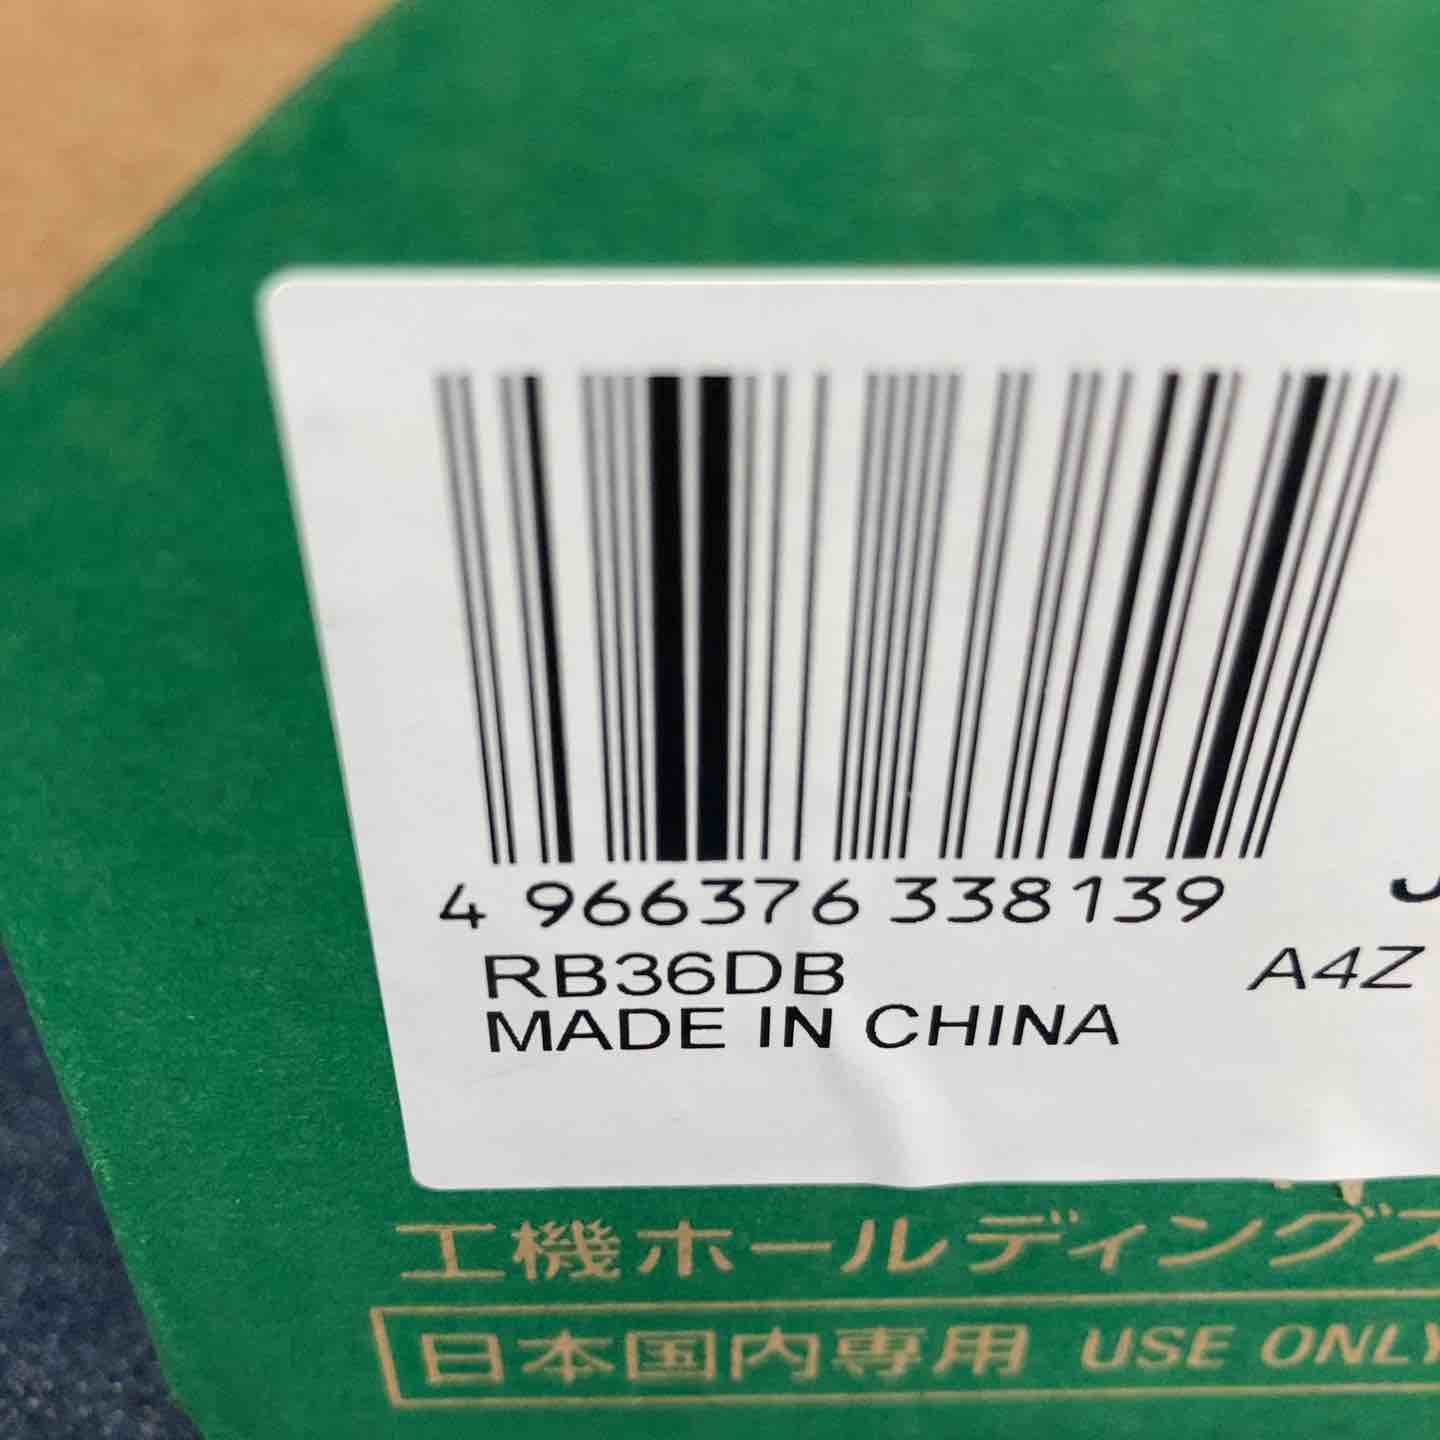 4 966376 338139 J
RB36DB A4Z
MADE IN CHINA
工機ホールディングス
日本国内専用 USE ONLY